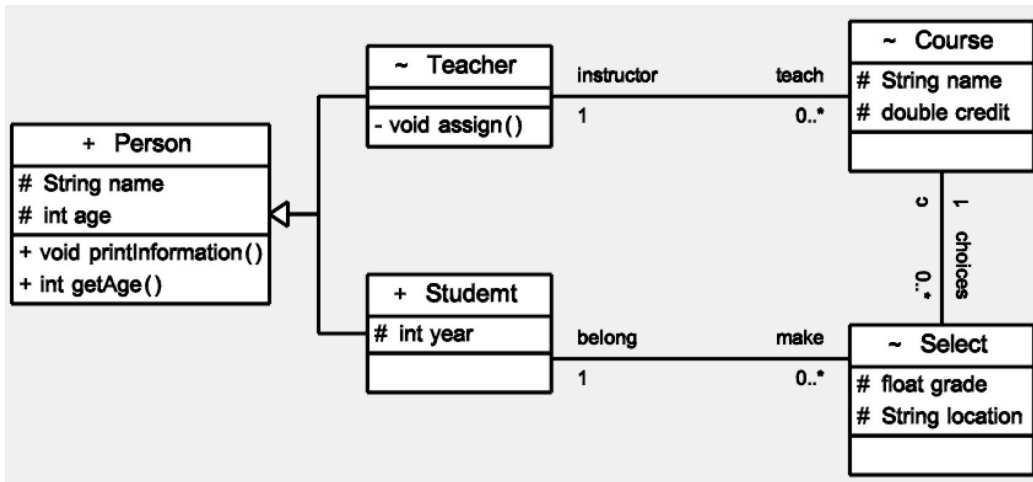 + Person
# String name
# int age
+ void printInformation()
+ int getAge()
~ Teacher
- void assign()
instructor
1
teach
0..*
~ Course
# String name
# double credit
c
1
0..*
choices
+ Studemt
# int year
belong
1
make
0..*
~ Select
# float grade
# String location